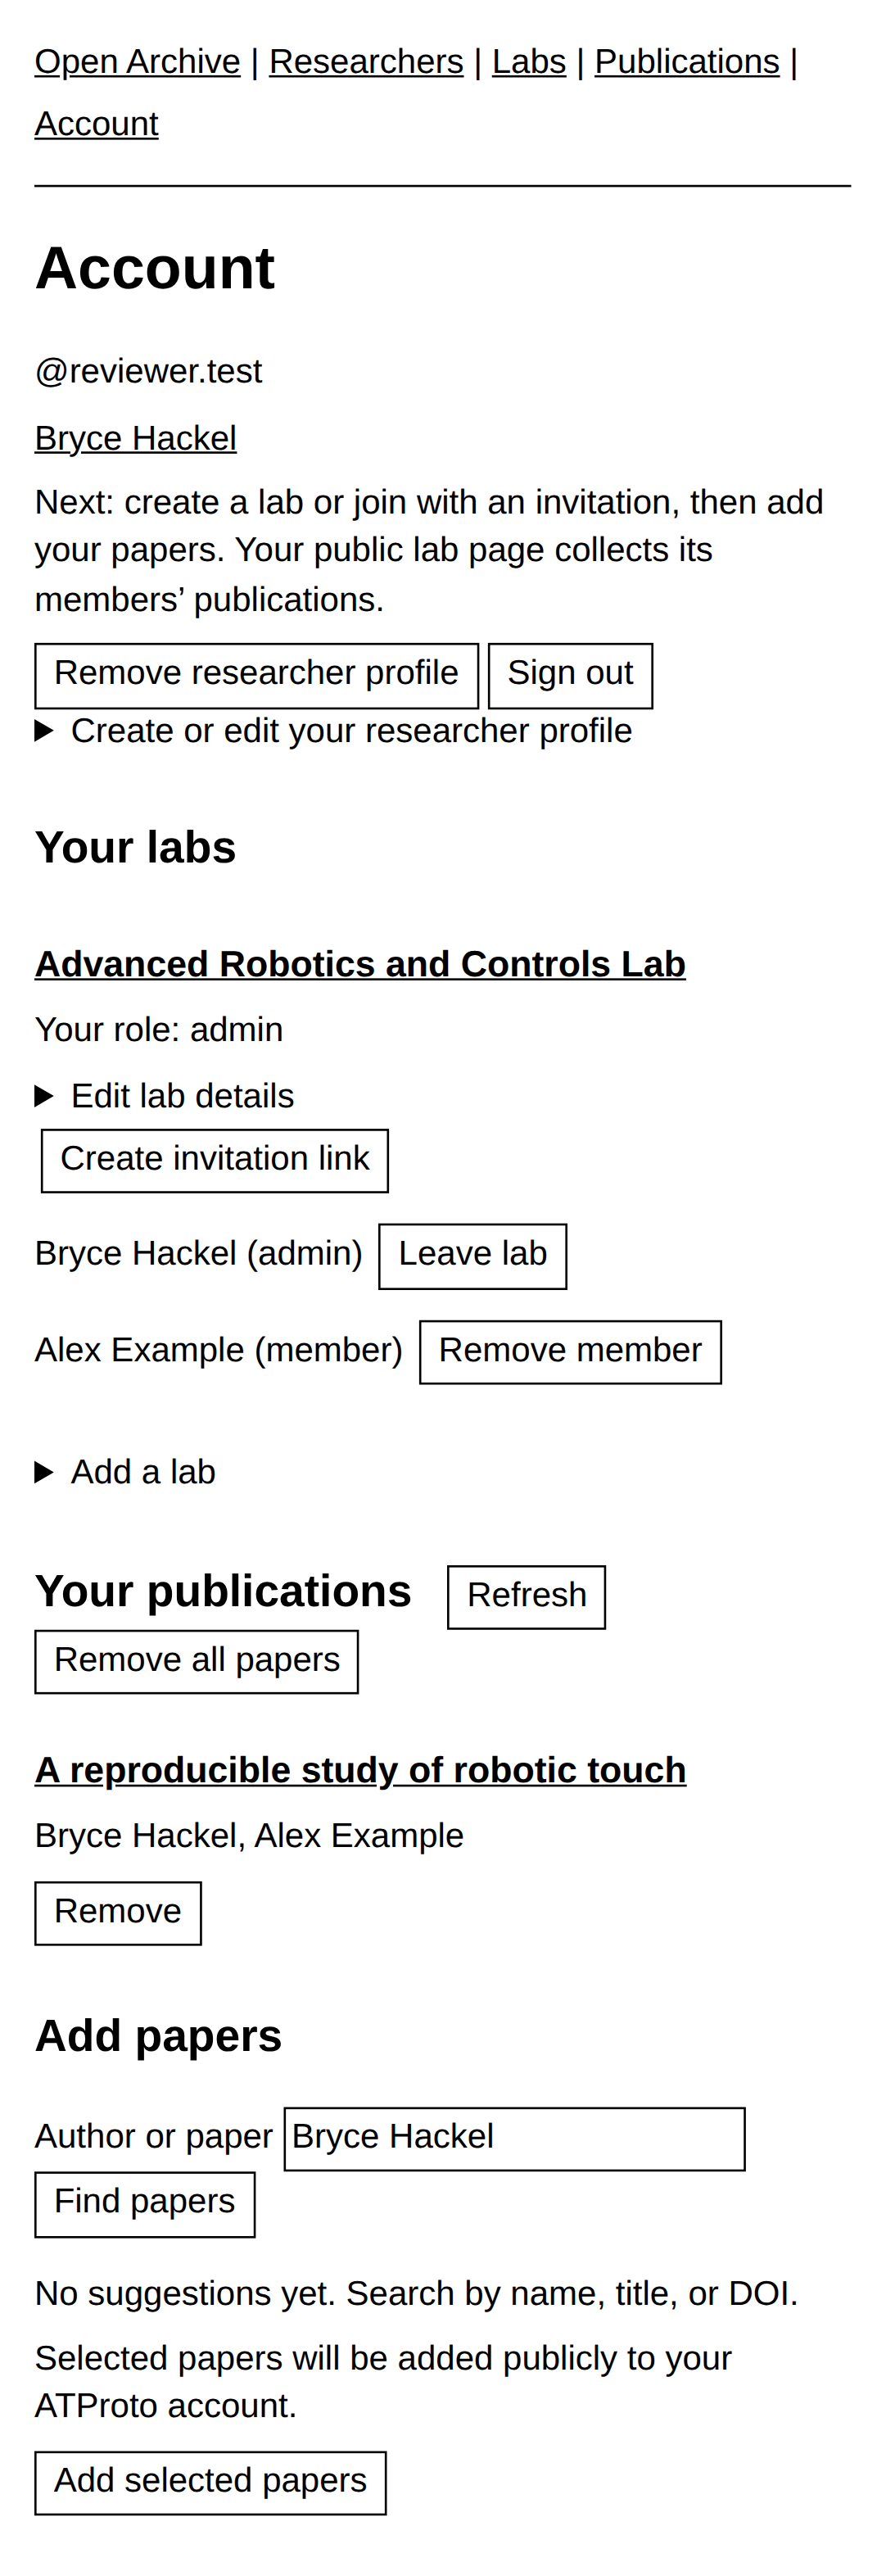 Open Archive | Researchers | Labs | Publications |
Account
Account
@reviewer.test
Bryce Hackel
Next: create a lab or join with an invitation, then add
your papers. Your public lab page collects its
members’ publications.
Remove researcher profile Sign out
Create or edit your researcher profile
Your labs
Advanced Robotics and Controls Lab
Your role: admin
Edit lab details
Create invitation link
Bryce Hackel (admin) Leave lab
Alex Example (member) Remove member
Add a lab
Your publications Refresh
Remove all papers
A reproducible study of robotic touch
Bryce Hackel, Alex Example
Remove
Add papers
Author or paper Bryce Hackel
Find papers
No suggestions yet. Search by name, title, or DOI.
Selected papers will be added publicly to your
ATProto account.
Add selected papers